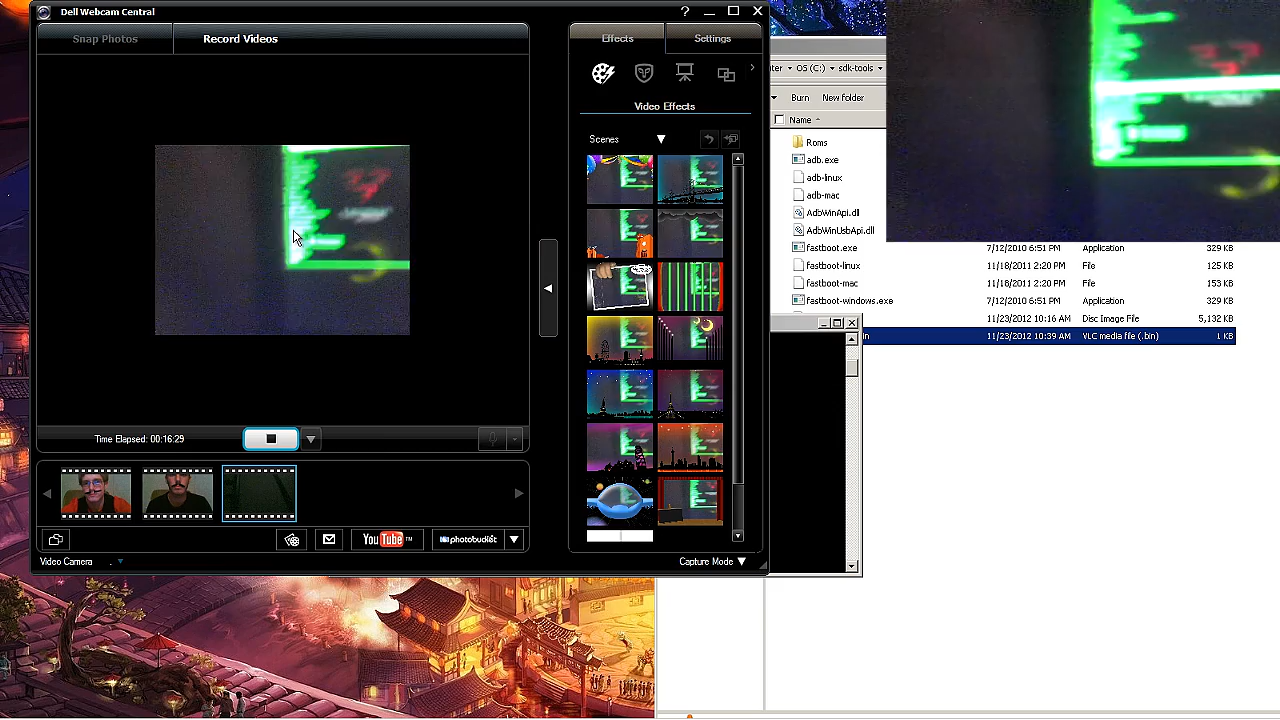 Dell Webcam Central
?
Snap Photos
Record Videos
Effects
Settings
Video Effects
Scenes
Time Elapsed: 00:16:29
YouTube™
photobucket
Video Camera
Capture Mode
OS (C:)
sdk-tools
Burn
New folder
Name
Roms
adb.exe
adb-linux
adb-mac
AdbWinApi.dll
AdbWinUsbApi.dll
fastboot.exe 7/12/2010 6:51 PM Application 329 KB
fastboot-linux 11/18/2011 2:20 PM File 125 KB
fastboot-mac 11/18/2011 2:20 PM File 153 KB
fastboot-windows.exe 7/12/2010 6:51 PM Application 329 KB
11/23/2012 10:16 AM Disc Image File 5,132 KB
11/23/2012 10:39 AM VLC media file (.bin) 1 KB